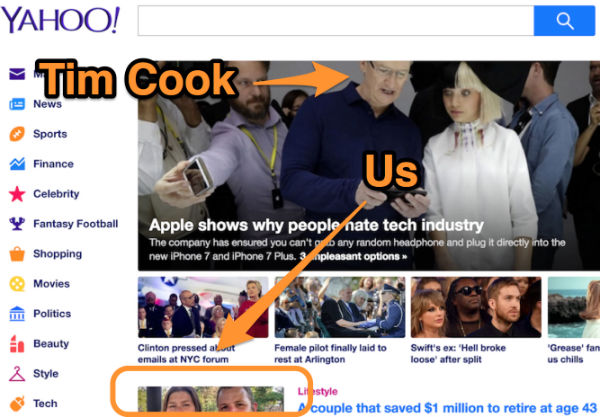 YAHOO!
Tim Cook
News
Sports
Us
Finance
Celebrity
Fantasy Football
Shopping
Movies
Politics
Beauty
Style
Tech
Apple shows why people hate tech industry
The company has ensured you can't grab any random headphone and plug it directly into the
new iPhone 7 and iPhone 7 Plus. 3 unpleasant options »
Clinton pressed about
emails at NYC forum
Female pilot finally laid to
rest at Arlington
Swift's ex: 'Hell broke
loose' after split
'Grease' fan
us chills
Lifestyle
A couple that saved $1 million to retire at age 43